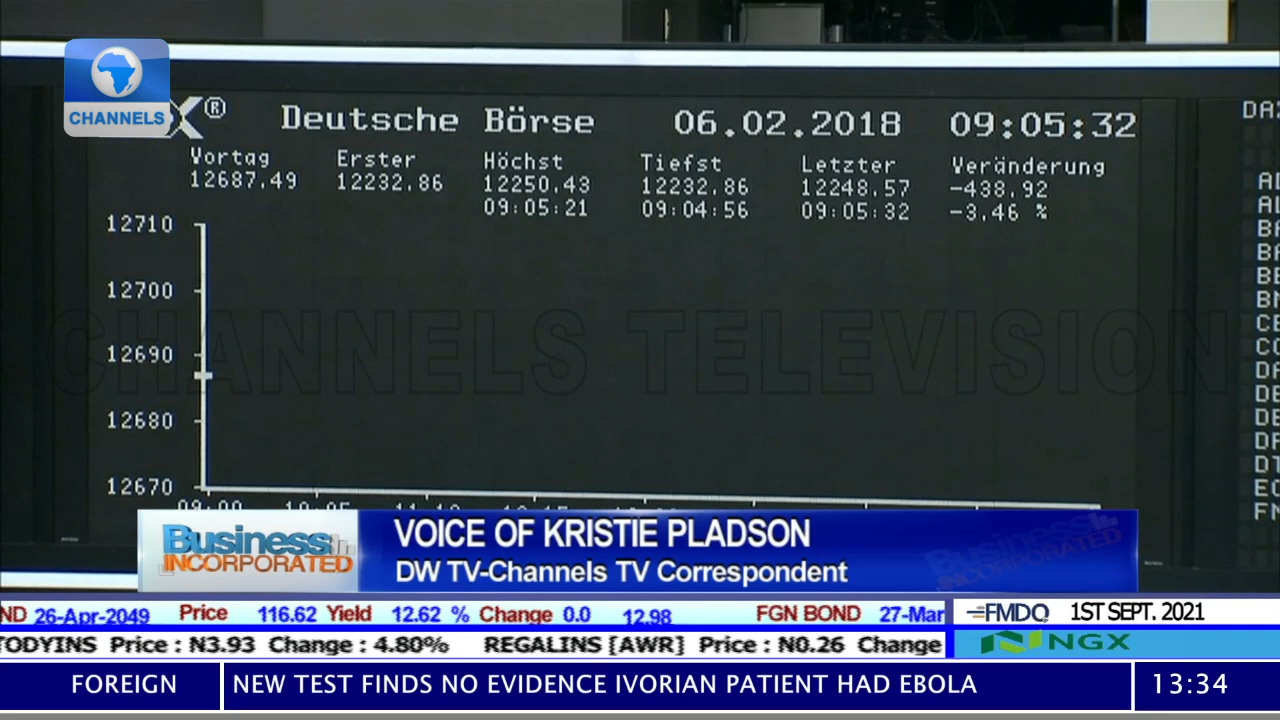 CHANNELS
X® Deutsche Börse 06.02.2018 09:05:32
Vortag Erster Höchst Tiefst Letzter Veränderung
12687.49 12232.86 12250.43 12232.86 12248.57 -438.92
09:05:21 09:04:56 09:05:32 -3.46 %
12710
12700
12690
12680
12670
CHANNELS TELEVISION
Business INCORPORATED
VOICE OF KRISTIE PLADSON
DW TV-Channels TV Correspondent
ND 26-Apr-2049 Price 116.62 Yield 12.62 % Change 0.0 12.98 FGN BOND 27-Mar
FMDQ 1ST SEPT. 2021
TODYINS Price : N3.93 Change : 4.80% REGALINS [AWR] Price : N0.26 Change
NGX
FOREIGN NEW TEST FINDS NO EVIDENCE IVORIAN PATIENT HAD EBOLA 13:34